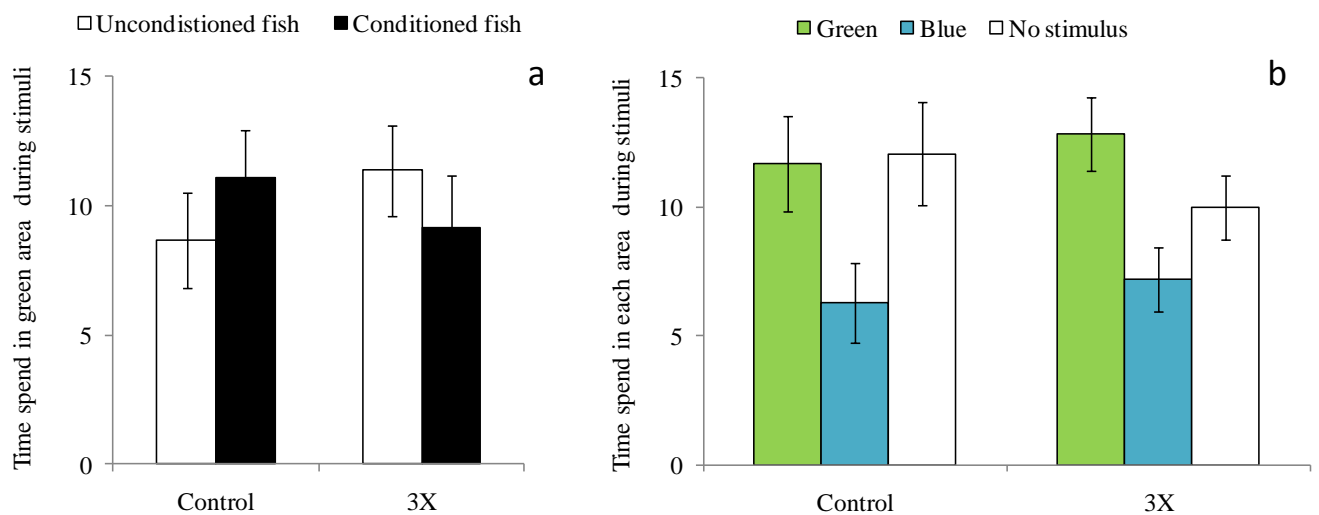 Uncondistioned fish Conditioned fish
a
Time spend in green area during stimuli
15
10
5
0
Control 3X
Green Blue No stimulus
b
Time spend in each area during stimuli
15
10
5
0
Control 3X